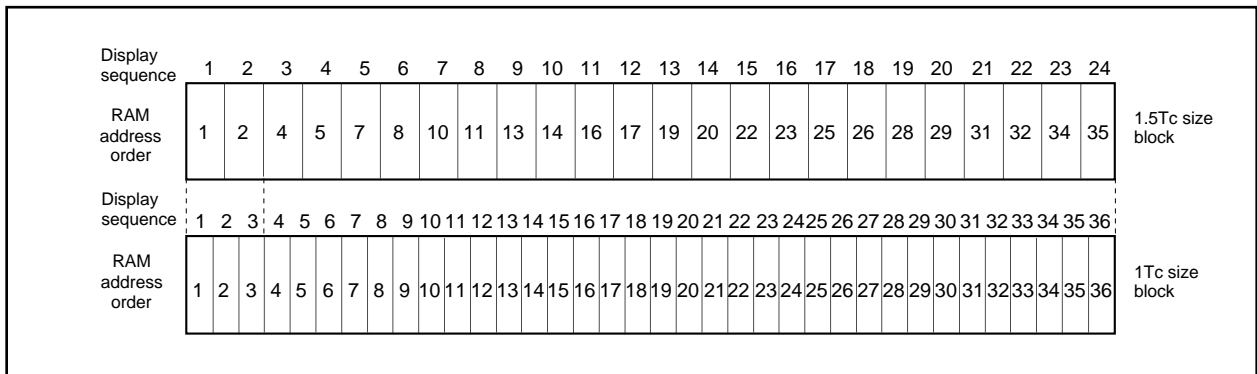 Display
sequence
1 2 3 4 5 6 7 8 9 10 11 12 13 14 15 16 17 18 19 20 21 22 23 24
RAM
address
order
1 2 4 5 7 8 10 11 13 14 16 17 19 20 22 23 25 26 28 29 31 32 34 35
1.5Tc size
block
Display
sequence
1 2 3 4 5 6 7 8 9 10 11 12 13 14 15 16 17 18 19 20 21 22 23 24 25 26 27 28 29 30 31 32 33 34 35 36
RAM
address
order
1 2 3 4 5 6 7 8 9 10 11 12 13 14 15 16 17 18 19 20 21 22 23 24 25 26 27 28 29 30 31 32 33 34 35 36
1Tc size
block